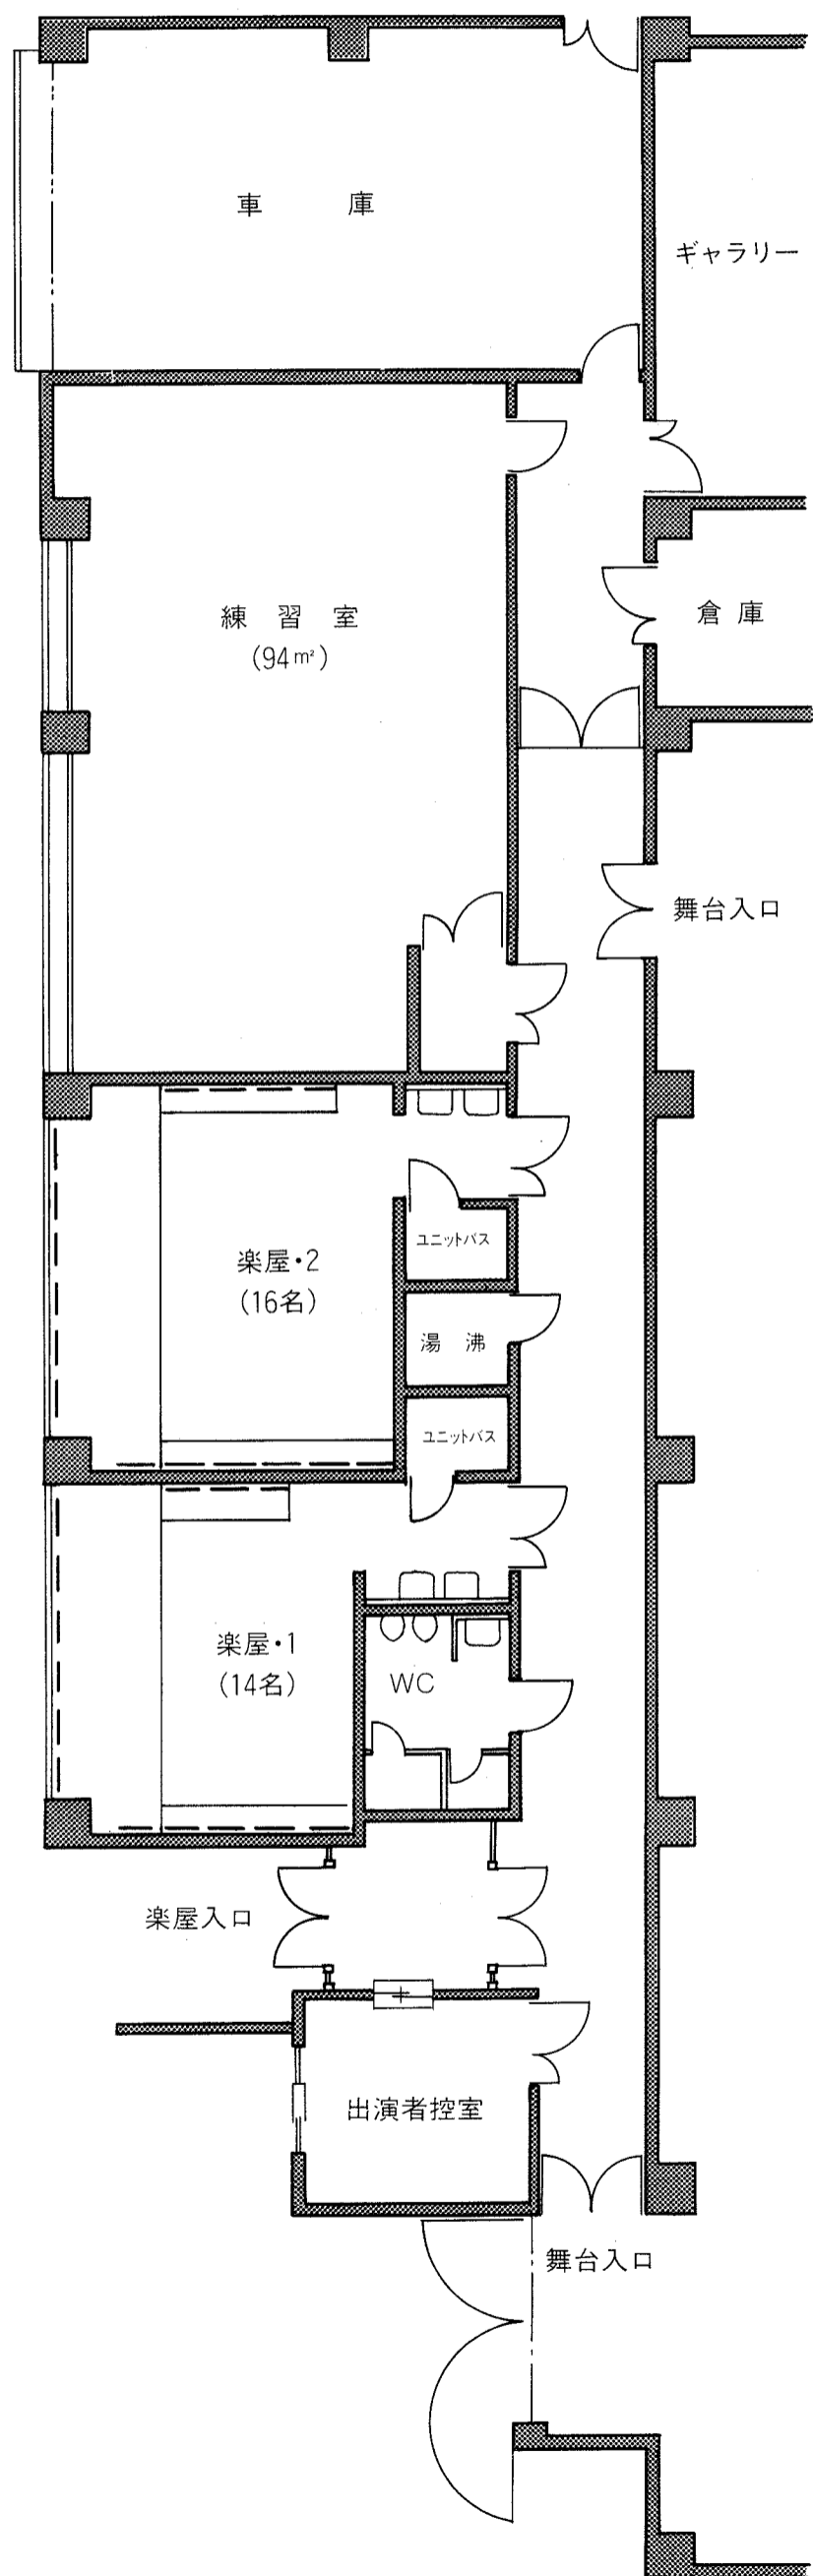 車 庫
ギャラリー
練 習 室
(94㎡)
倉 庫
舞台入口
ユニットバス
楽屋・2
(16名)
湯 沸
ユニットバス
楽屋・1
(14名)
WC
楽屋入口
出演者控室
舞台入口